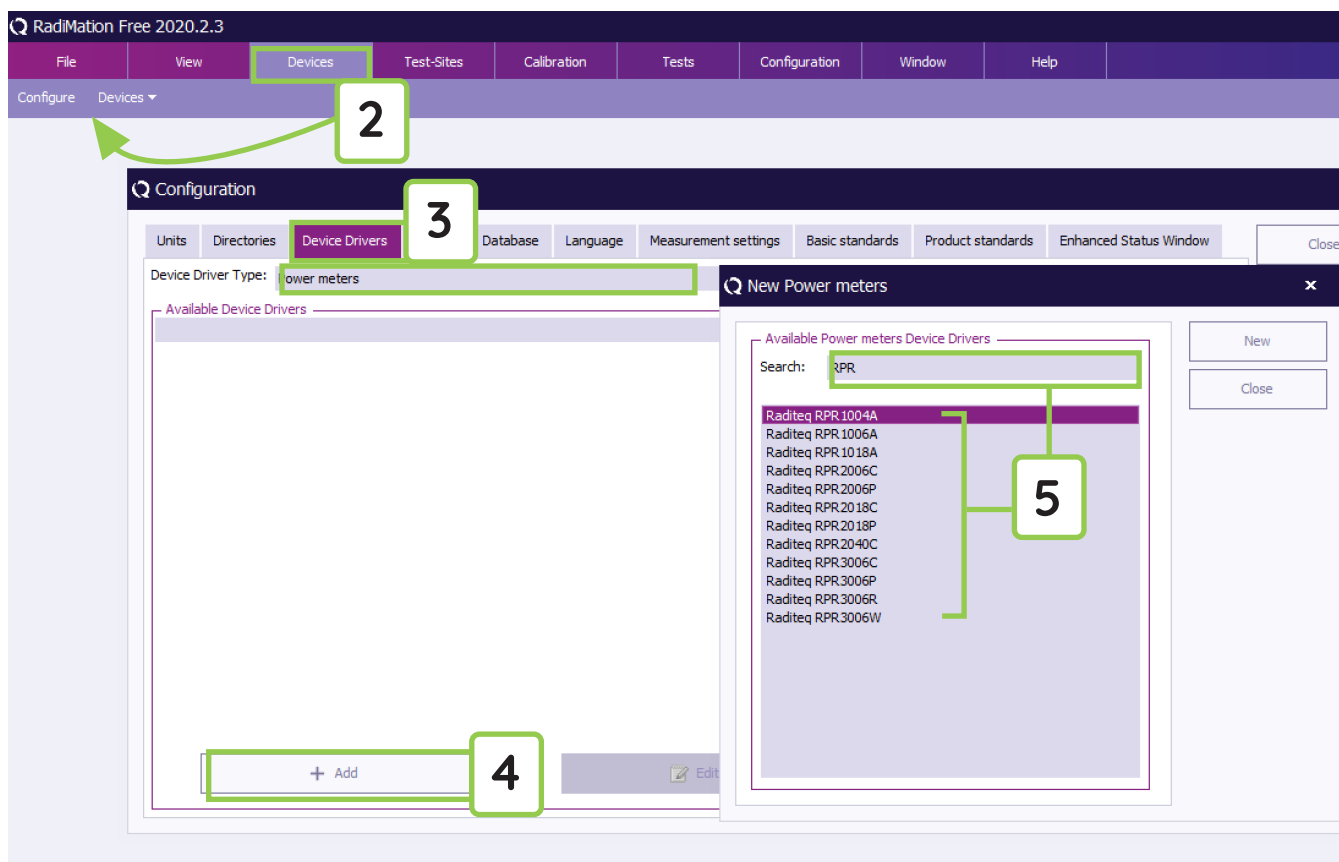 RadiMation Free 2020.2.3
File View Devices Test-Sites Calibration Tests Configuration Window Help
Configure Devices
2
Configuration
3
Units Directories Device Drivers Database Language Measurement settings Basic standards Product standards Enhanced Status Window Close
Device Driver Type: Power meters
Available Device Drivers
New Power meters x
Available Power meters Device Drivers
Search: RPR
New
Close
Raditeq RPR1004A
Raditeq RPR1006A
Raditeq RPR1018A
Raditeq RPR2006C
Raditeq RPR2006P
Raditeq RPR2018C
Raditeq RPR2018P
Raditeq RPR2040C
Raditeq RPR3006C
Raditeq RPR3006P
Raditeq RPR3006R
Raditeq RPR3006W
5
+ Add
4
Edit